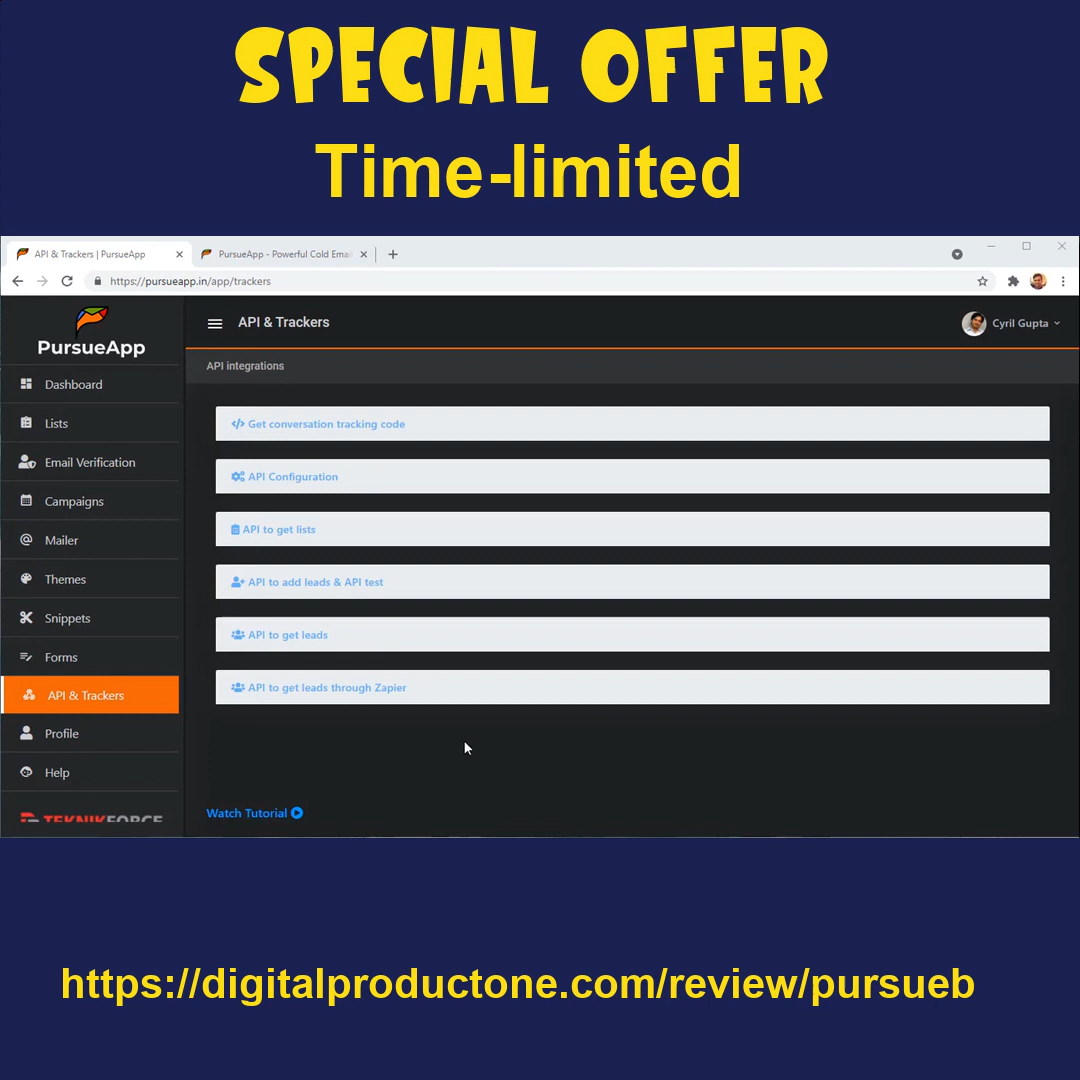 SPECIAL OFFER
Time-limited
API & Trackers | PursueApp
PursueApp - Powerful Cold Emai
https://pursueapp.in/app/trackers
PursueApp
API & Trackers
Cyril Gupta
API integrations
Dashboard
Lists
Email Verification
Campaigns
Mailer
Themes
Snippets
Forms
API & Trackers
Profile
Help
TEKNIKFORCE
Get conversation tracking code
API Configuration
API to get lists
API to add leads & API test
API to get leads
API to get leads through Zapier
Watch Tutorial
https://digitalproductone.com/review/pursueb